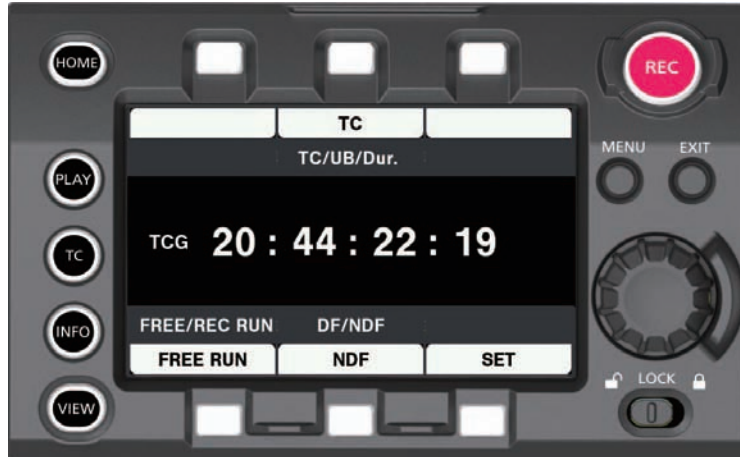 HOME
REC
TC
MENU EXIT
TC/UB/Dur.
PLAY
TCG 20 : 44 : 22 : 19
TC
INFO
FREE/REC RUN DF/NDF
FREE RUN NDF SET
LOCK
VIEW